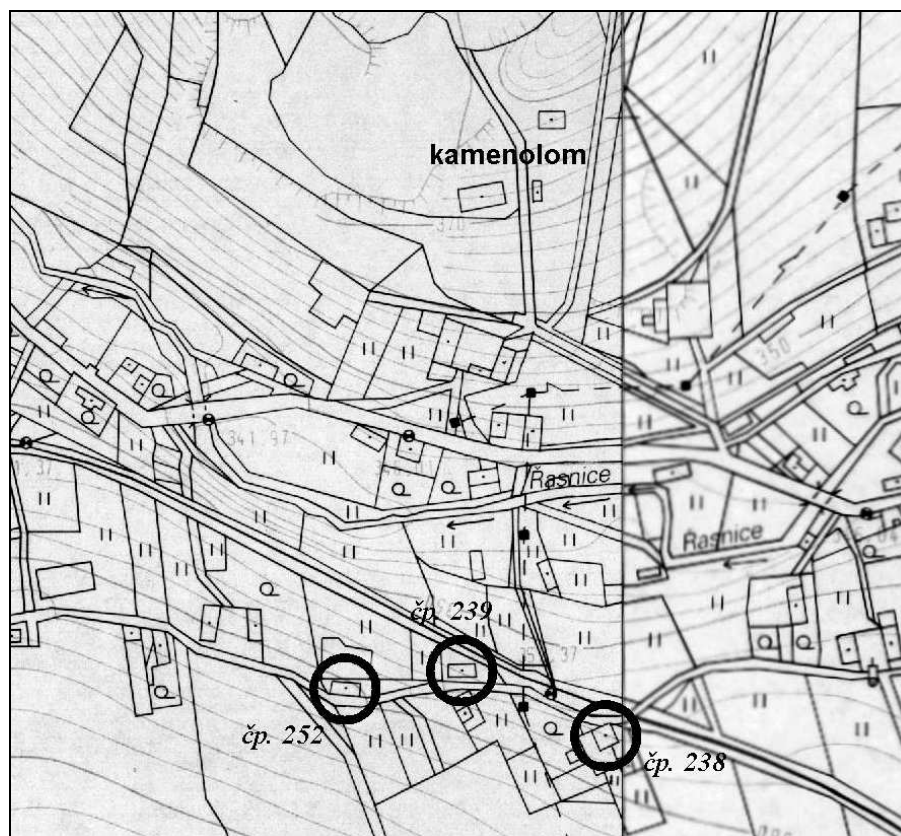 kamenolom
370
350
341.97
Řasnice
Řasnice
čp. 239
čp. 252
čp. 238